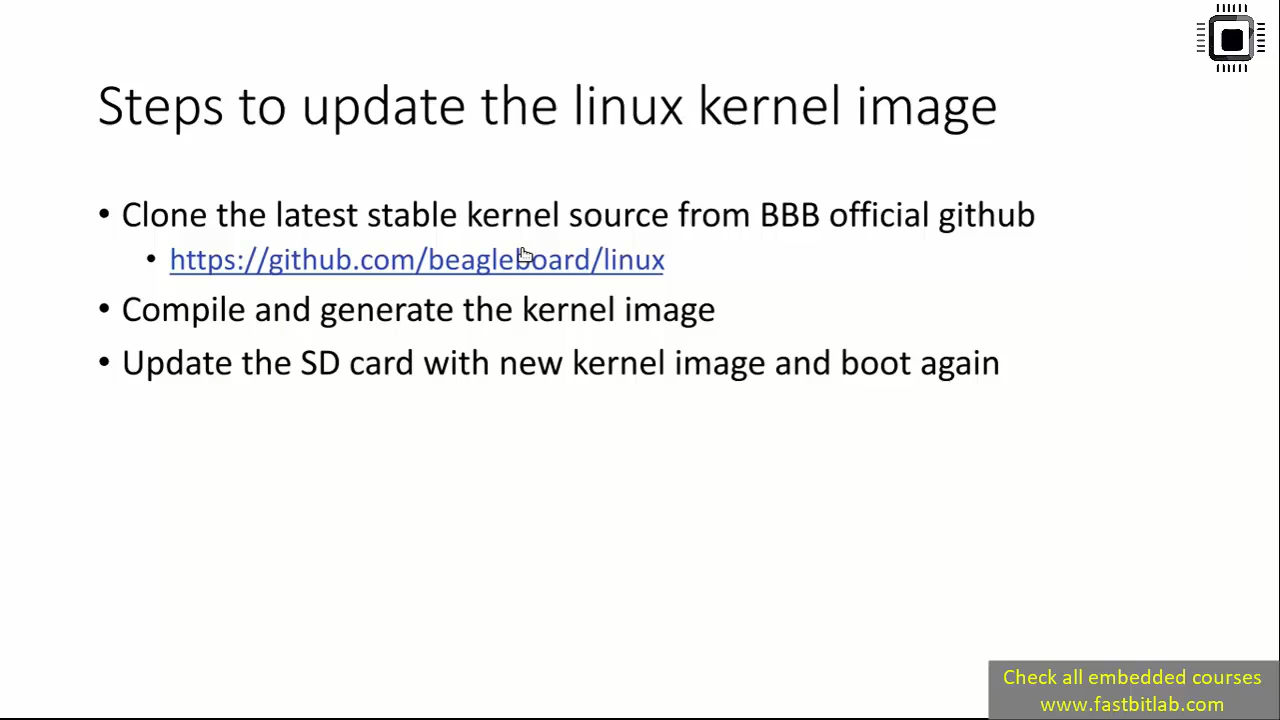 Steps to update the linux kernel image
• Clone the latest stable kernel source from BBB official github
• https://github.com/beagleboard/linux
• Compile and generate the kernel image
• Update the SD card with new kernel image and boot again
Check all embedded courses
www.fastbitlab.com